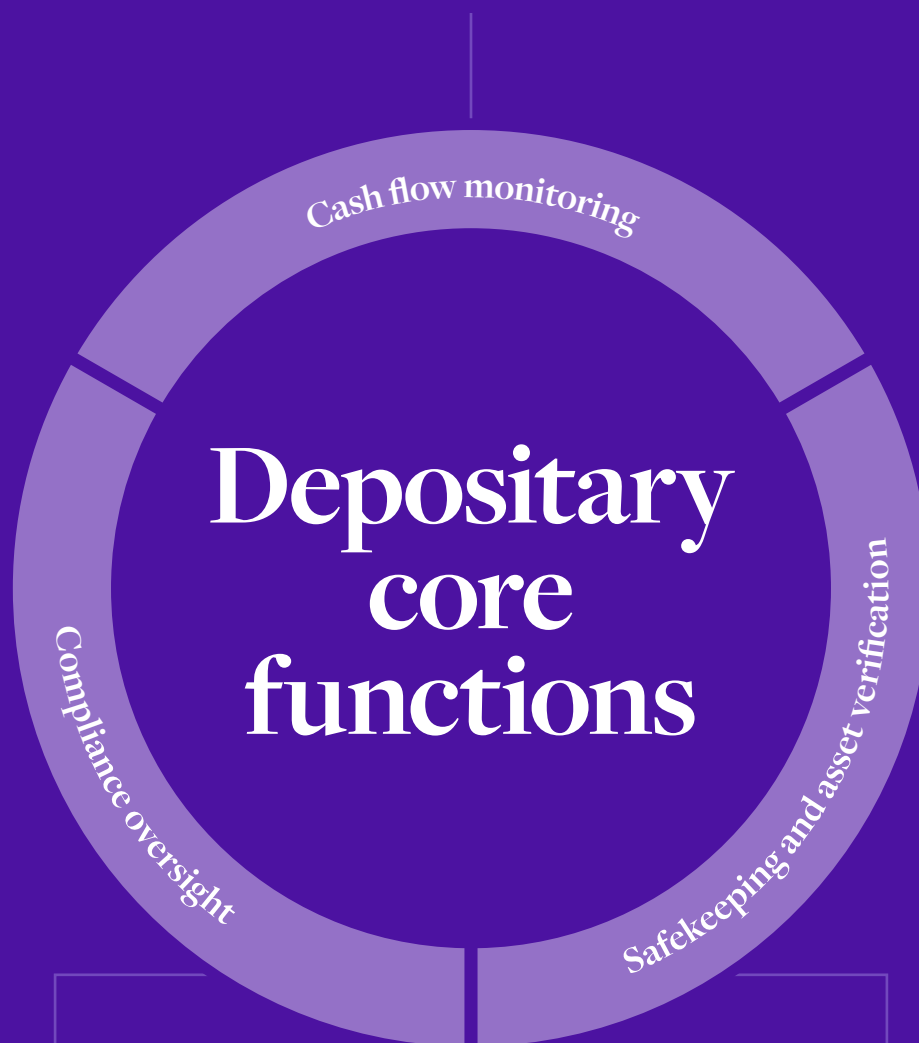 Cash flow monitoring
Depositary
core
functions
Compliance oversight
Safekeeping and asset verification